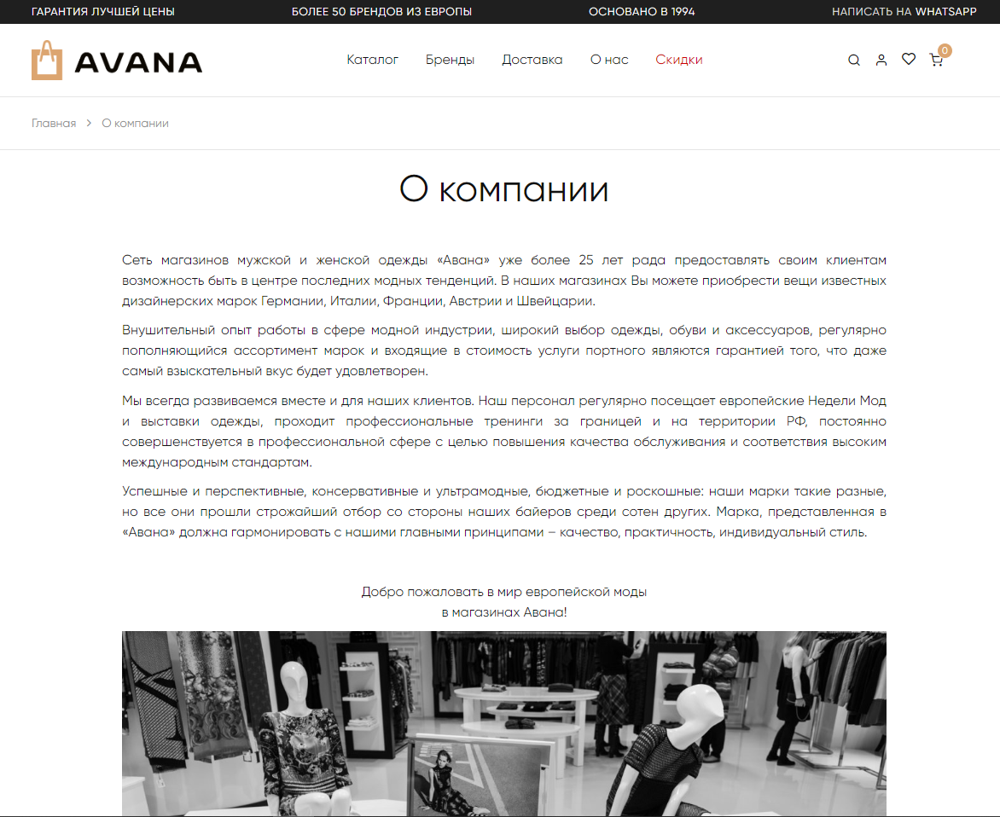 ГАРАНТИЯ ЛУЧШЕЙ ЦЕНЫ
БОЛЕЕ 50 БРЕНДОВ ИЗ ЕВРОПЫ
ОСНОВАНО В 1994
НАПИСАТЬ НА WHATSAPP
AVANA
Каталог
Бренды
Доставка
О нас
Скидки
0
Главная
О компании
О компании
Сеть магазинов мужской и женской одежды «Авана» уже более 25 лет рада предоставлять своим клиентам
возможность быть в центре последних модных тенденций. В наших магазинах Вы можете приобрести вещи известных
дизайнерских марок Германии, Италии, Франции, Австрии и Швейцарии.
Внушительный опыт работы в сфере модной индустрии, широкий выбор одежды, обуви и аксессуаров, регулярно
пополняющийся ассортимент марок и входящие в стоимость услуги портного являются гарантией того, что даже
самый взыскательный вкус будет удовлетворен.
Мы всегда развиваемся вместе и для наших клиентов. Наш персонал регулярно посещает европейские Недели Мод
и выставки одежды, проходит профессиональные тренинги за границей и на территории РФ, постоянно
совершенствуется в профессиональной сфере с целью повышения качества обслуживания и соответствия высоким
международным стандартам.
Успешные и перспективные, консервативные и ультрамодные, бюджетные и роскошные: наши марки такие разные,
но все они прошли строжайший отбор со стороны наших байеров среди сотен других. Марка, представленная в
«Авана» должна гармонировать с нашими главными принципами – качество, практичность, индивидуальный стиль.
Добро пожаловать в мир европейской моды
в магазинах Авана!